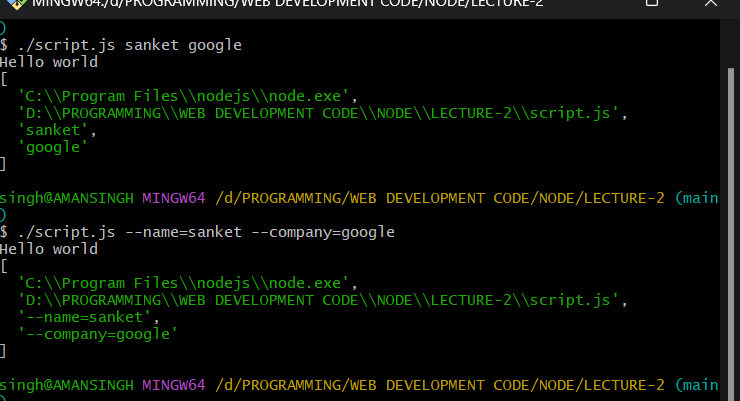 MINGW64:/d/PROGRAMMING/WEB DEVELOPMENT CODE/NODE/LECTURE-2
)
$ ./script.js sanket google
Hello world
[
  'C:\\Program Files\\nodejs\\node.exe',
  'D:\\PROGRAMMING\\WEB DEVELOPMENT CODE\\NODE\\LECTURE-2\\script.js',
  'sanket',
  'google'
]
singh@AMANSINGH MINGW64 /d/PROGRAMMING/WEB DEVELOPMENT CODE/NODE/LECTURE-2 (main
)
$ ./script.js --name=sanket --company=google
Hello world
[
  'C:\\Program Files\\nodejs\\node.exe',
  'D:\\PROGRAMMING\\WEB DEVELOPMENT CODE\\NODE\\LECTURE-2\\script.js',
  '--name=sanket',
  '--company=google'
]
singh@AMANSINGH MINGW64 /d/PROGRAMMING/WEB DEVELOPMENT CODE/NODE/LECTURE-2 (main
)